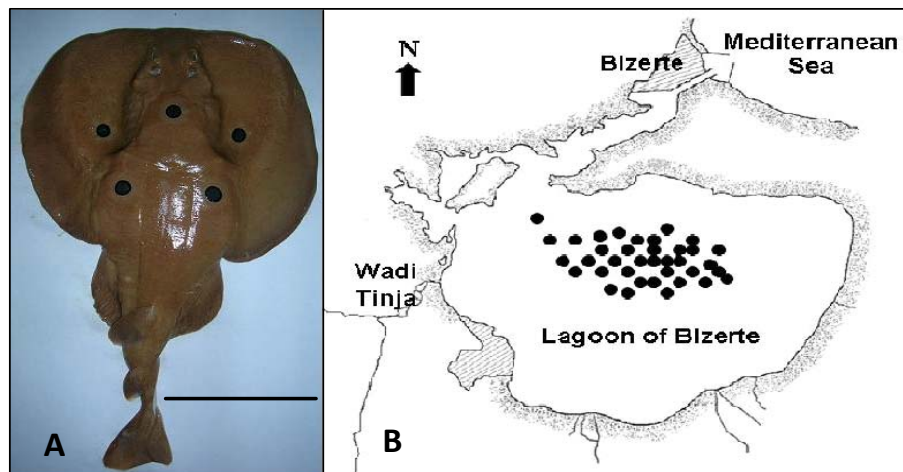 A
N
Bizerte
Mediterranean
Sea
Wadi
Tinja
Lagoon of Bizerte
B